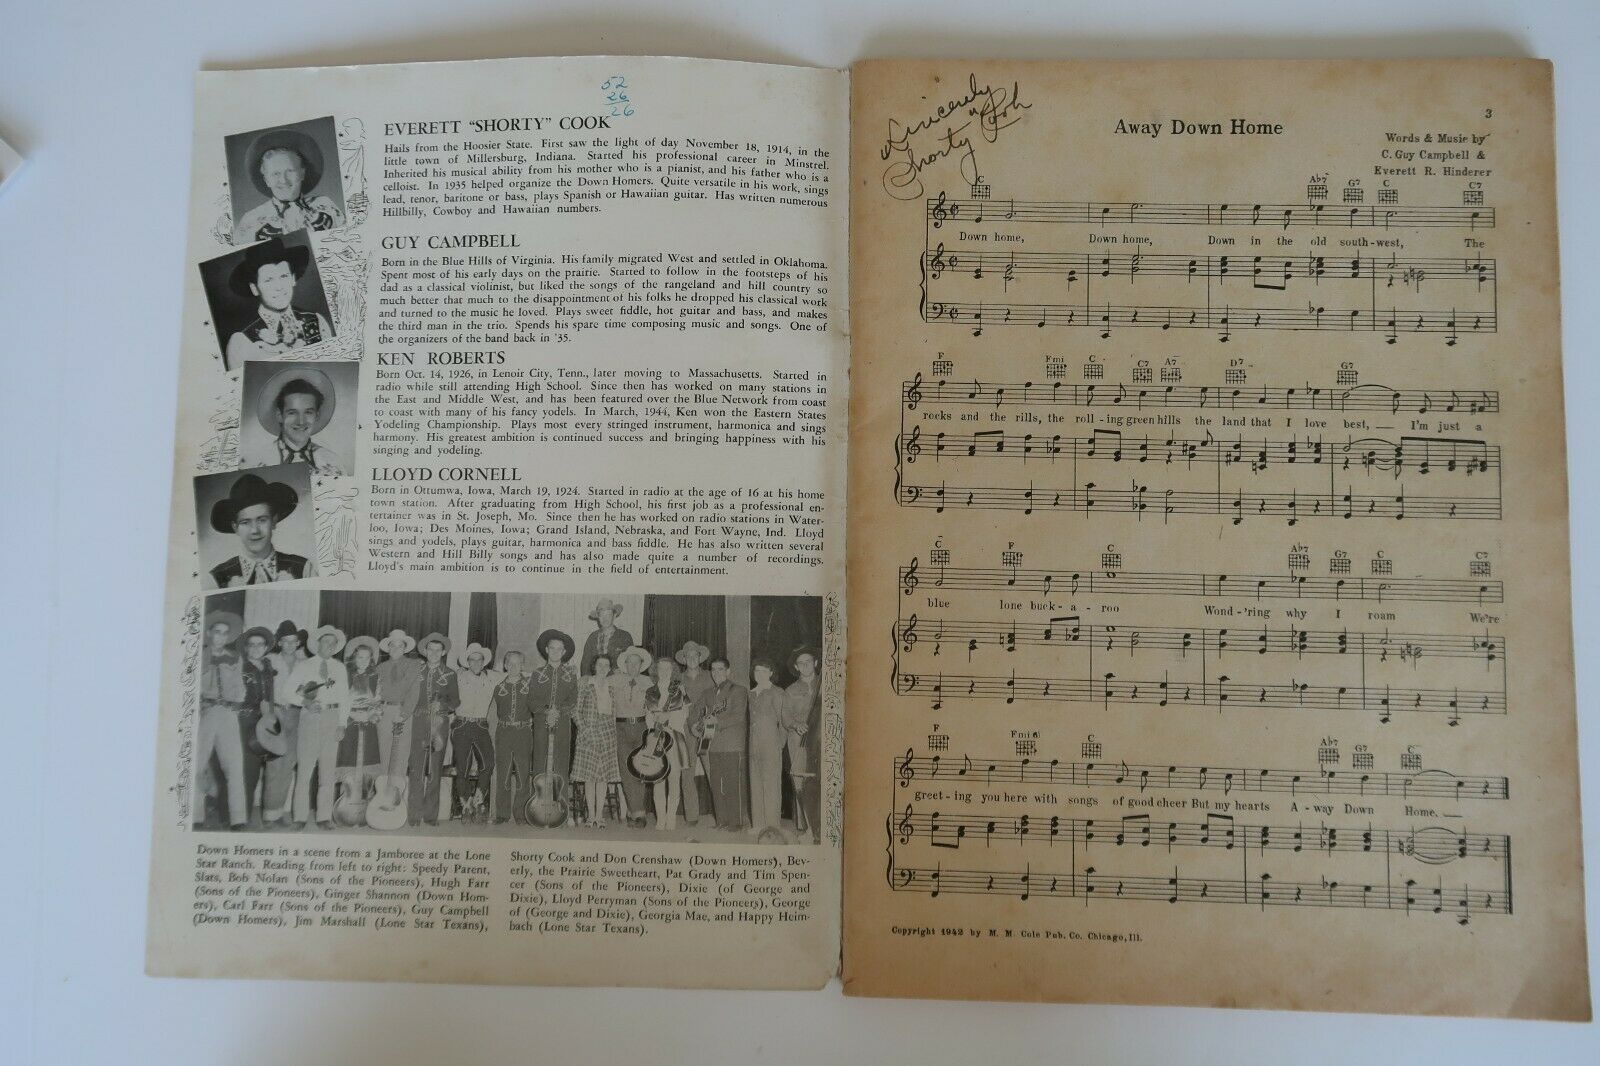 52
26
26
EVERETT "SHORTY" COOK
Hails from the Hoosier State. First saw the light of day November 18, 1914, in the
little town of Millersburg, Indiana. Started his professional career in Minstrel.
Inherited his musical ability from his mother who is a pianist, and his father who is a
celloist. In 1935 helped organize the Down Homers. Quite versatile in his work, sings
lead, tenor, baritone or bass, plays Spanish or Hawaiian guitar. Has written numerous
Hillbilly, Cowboy and Hawaiian numbers.
GUY CAMPBELL
Born in the Blue Hills of Virginia. His family migrated West and settled in Oklahoma.
Spent most of his early days on the prairie. Started to follow in the footsteps of his
dad as a classical violinist, but liked the songs of the rangeland and hill country so
much better that much to the disappointment of his folks he dropped his classical work
and turned to the music he loved. Plays sweet fiddle, hot guitar and bass, and makes
the third man in the trio. Spends his spare time composing music and songs. One of
the organizers of the band back in '35.
KEN ROBERTS
Born Oct. 14, 1926, in Lenoir City, Tenn., later moving to Massachusetts. Started in
radio while still attending High School. Since then has worked on many stations in
the East and Middle West, and has been featured over the Blue Network from coast
to coast with many of his fancy yodels. In March, 1944, Ken won the Eastern States
Yodeling Championship. Plays most every stringed instrument, harmonica and sings
harmony. His greatest ambition is continued success and bringing happiness with his
singing and yodeling.
LLOYD CORNELL
Born in Ottumwa, Iowa, March 19, 1924. Started in radio at the age of 16 at his home
town station. After graduating from High School, his first job as a professional en-
tertainer was in St. Joseph, Mo. Since then he has worked on radio stations in Water-
loo, Iowa; Des Moines, Iowa; Grand Island, Nebraska, and Fort Wayne, Ind. Lloyd
sings and yodels, plays guitar, harmonica and bass fiddle. He has also written several
Western and Hill Billy songs and has also made quite a number of recordings.
Lloyd's main ambition is to continue in the field of entertainment.
Down Homers in a scene from a Jamboree at the Lone
Star Ranch. Reading from left to right: Speedy Parent,
Slats, Bob Nolan (Sons of the Pioneers), Hugh Farr
(Sons of the Pioneers), Ginger Shannon (Down Hom-
ers), Carl Farr (Sons of the Pioneers), Guy Campbell
(Down Homers), Jim Marshall (Lone Star Texans),
Shorty Cook and Don Crenshaw (Down Homers), Bev-
erly, the Prairie Sweetheart, Pat Grady and Tim Spen-
cer (Sons of the Pioneers), Dixie (of George and
Dixie), Lloyd Perryman (Sons of the Pioneers), George
of (George and Dixie), Georgia Mae, and Happy Heim-
bach (Lone Star Texans).
"Sincerely
Shorty" Cook
3
Away Down Home
Words & Music by
C. Guy Campbell &
Everett R. Hinderer
C Ab7 G7 C C7
Down home, Down home, Down in the old south-west, The
F Fmi C C7 A7 D7 G7
rocks and the rills, the roll-ing green hills the land that I love best, — I'm just a
C F C Ab7 G7 C C7
blue lone buck-a-roo Wond-'ring why I roam We're
F Fmi6 C Ab7 G7 C
greet-ing you here with songs of good cheer But my hearts A-way Down Home. —
Copyright 1942 by M. M. Cole Pub. Co. Chicago, Ill.